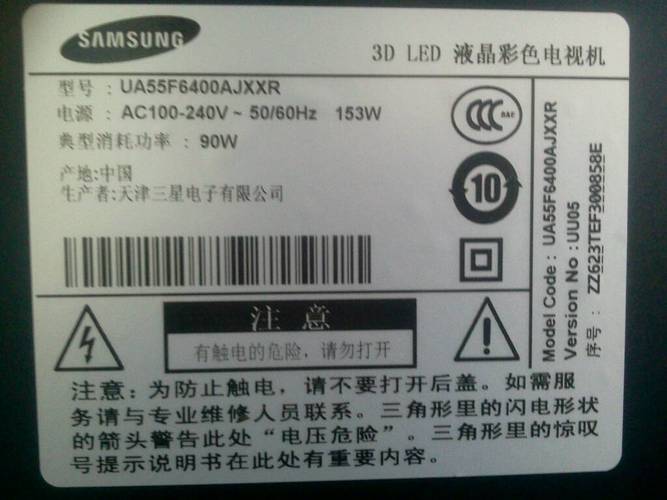 SAMSUNG
3D LED 液晶彩色电视机
型号：UA55F6400AJXXR
电源：AC100-240V ~ 50/60Hz 153W
典型消耗功率：90W
产地:中国
生产者:天津三星电子有限公司
10
Model Code : UA55F6400AJXXR
Version No : UU05
序号： ZZ623TEF300858E
注 意
有触电的危险，请勿打开
注意：为防止触电，请不要打开后盖。如需服
务请与专业维修人员联系。三角形里的闪电形状
的箭头警告此处“电压危险”。三角形里的惊叹
号提示说明书在此处有重要内容。